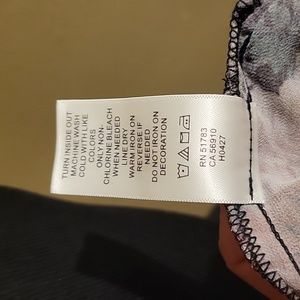 TURN INSIDE OUT
MACHINE WASH
COLD WITH LIKE
COLORS
ONLY NON-
CHLORINE BLEACH
WHEN NEEDED
LINE DRY
WARM IRON ON
REVERSE IF
NEEDED
DO NOT IRON ON
DECORATION
RN 51783
CA 56910
H0427